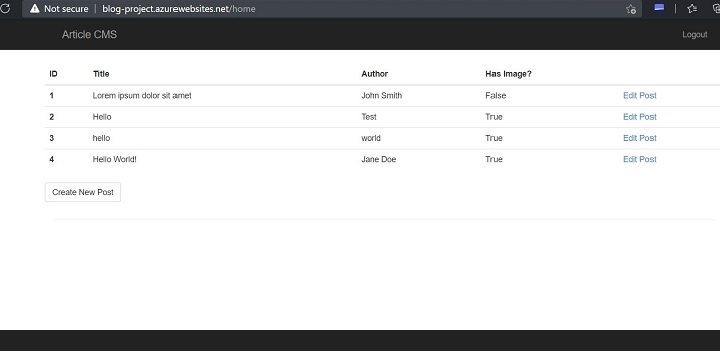 Not secure | blog-project.azurewebsites.net/home
Article CMS Logout
ID Title Author Has Image?
1 Lorem ipsum dolor sit amet John Smith False Edit Post
2 Hello Test True Edit Post
3 hello world True Edit Post
4 Hello World! Jane Doe True Edit Post
Create New Post